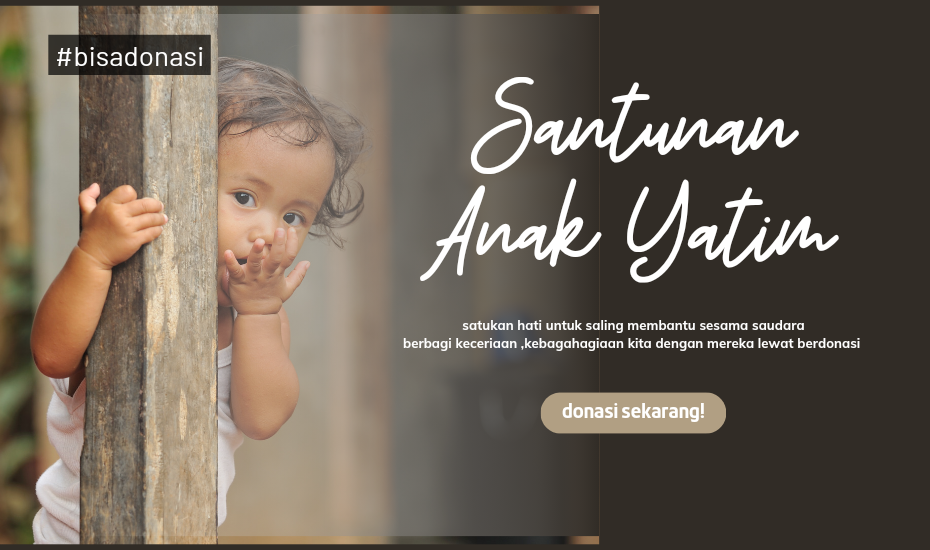 #bisadonasi
Santunan
Anak Yatim
satukan hati untuk saling membantu sesama saudara
berbagi keceriaan ,kebagahagiaan kita dengan mereka lewat berdonasi
donasi sekarang!